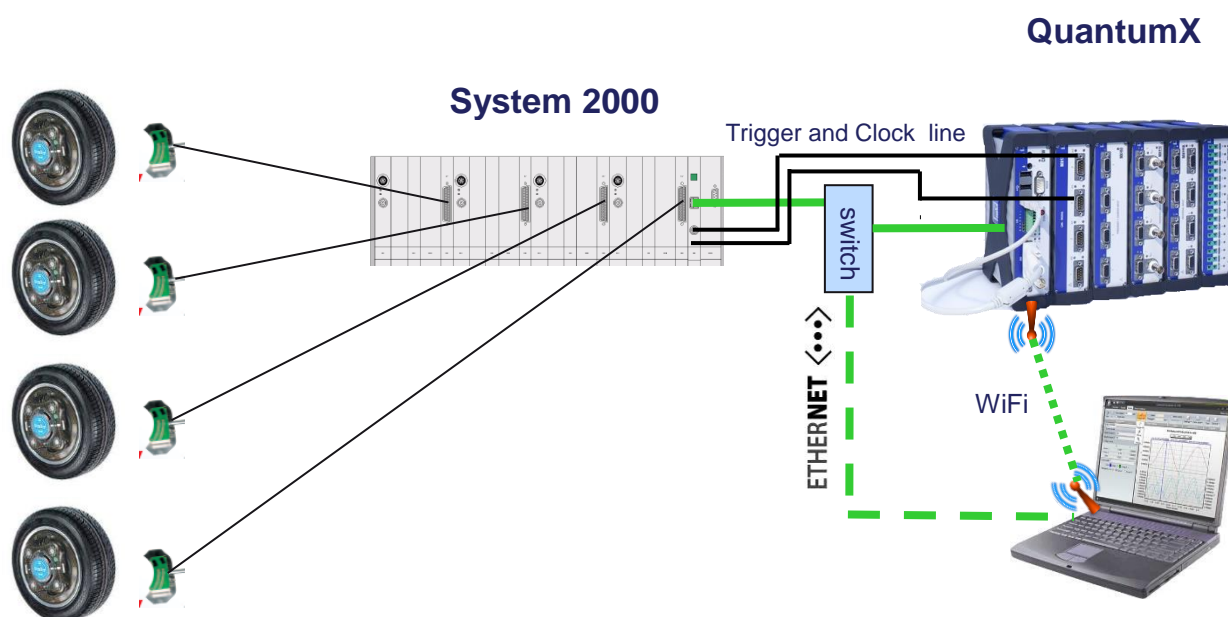 QuantumX
System 2000
Trigger and Clock line
switch
ETHERNET
WiFi